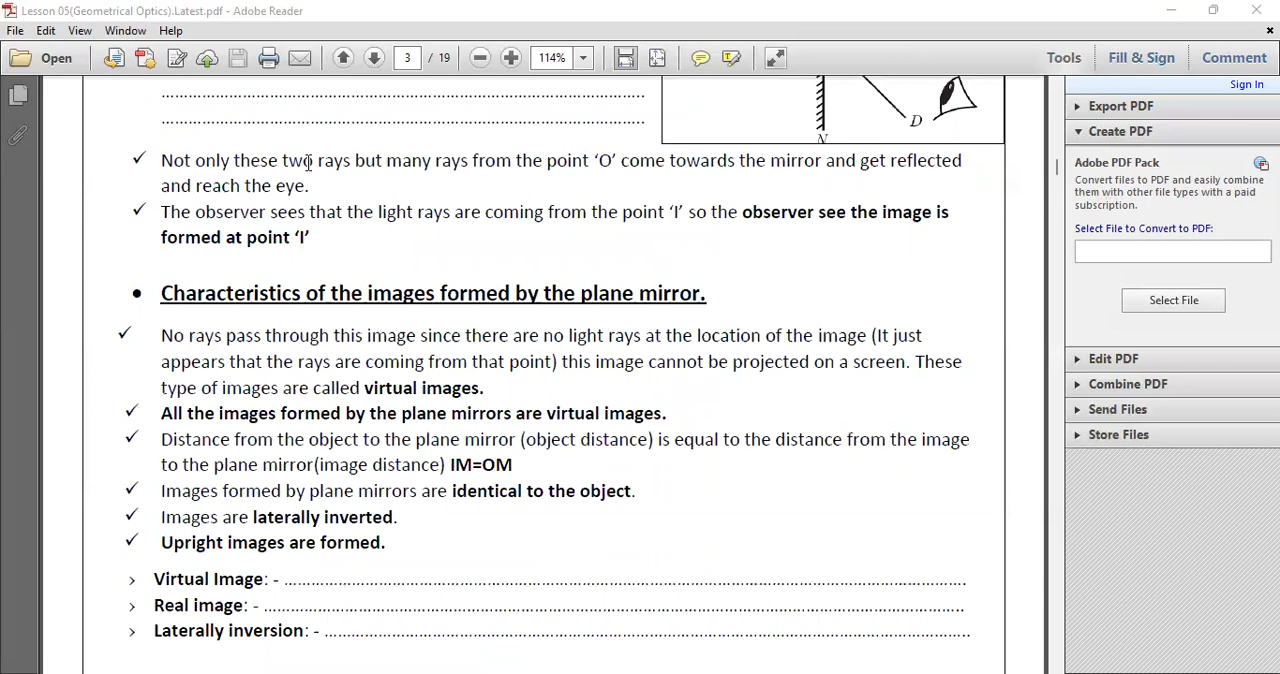 Lesson 05(Geometrical Optics).Latest.pdf - Adobe Reader
File Edit View Window Help
Open 3 / 19 114% Tools Fill & Sign Comment
Sign In
................................................................................................
................................................................................................
D
N
✓ Not only these two rays but many rays from the point ‘O’ come towards the mirror and get reflected
and reach the eye.
✓ The observer sees that the light rays are coming from the point ‘I’ so the observer see the image is
formed at point ‘I’
• Characteristics of the images formed by the plane mirror.
✓ No rays pass through this image since there are no light rays at the location of the image (It just
appears that the rays are coming from that point) this image cannot be projected on a screen. These
type of images are called virtual images.
✓ All the images formed by the plane mirrors are virtual images.
✓ Distance from the object to the plane mirror (object distance) is equal to the distance from the image
to the plane mirror(image distance) IM=OM
✓ Images formed by plane mirrors are identical to the object.
✓ Images are laterally inverted.
✓ Upright images are formed.
› Virtual Image: - ................................................................................................
› Real image: - ................................................................................................
› Laterally inversion: - ................................................................................................
Export PDF
Create PDF
Adobe PDF Pack
Convert files to PDF and easily combine
them with other file types with a paid
subscription.
Select File to Convert to PDF:
Select File
Edit PDF
Combine PDF
Send Files
Store Files